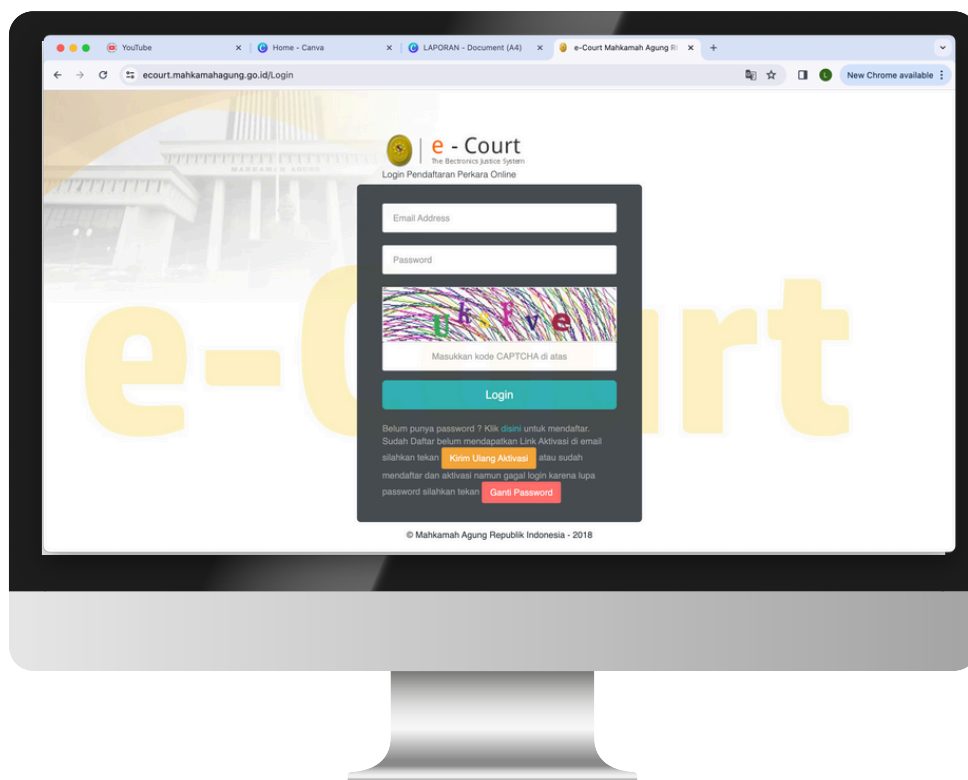 YouTube
Home - Canva
LAPORAN - Document (A4)
e-Court Mahkamah Agung RI
ecourt.mahkamahagung.go.id/Login
New Chrome available
L
MAHKAMAH AGUNG
e - Court
The Electronics Justice System
Login Pendaftaran Perkara Online
Email Address
Password
Masukkan kode CAPTCHA di atas
Login
Belum punya password ? Klik disini untuk mendaftar.
Sudah Daftar belum mendapatkan Link Aktivasi di email
silahkan tekan Kirim Ulang Aktivasi atau sudah
mendaftar dan aktivasi namun gagal login karena lupa
password silahkan tekan Ganti Password
© Mahkamah Agung Republik Indonesia - 2018
e-Court